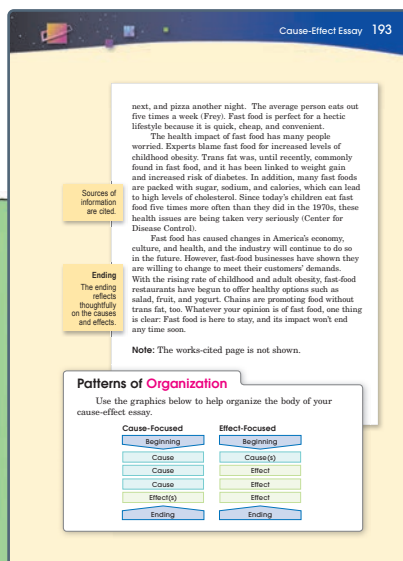 Cause-Effect Essay 193
next, and pizza another night. The average person eats out
five times a week (Frey). Fast food is perfect for a hectic
lifestyle because it is quick, cheap, and convenient.
The health impact of fast food has many people
worried. Experts blame fast food for increased levels of
childhood obesity. Trans fat was, until recently, commonly
found in fast food, and it has been linked to weight gain
and increased risk of diabetes. In addition, many fast foods
are packed with sugar, sodium, and calories, which can lead
to high levels of cholesterol. Since today's children eat fast
food five times more often than they did in the 1970s, these
health issues are being taken very seriously (Center for
Disease Control).
Sources of
information
are cited.
Fast food has caused changes in America's economy,
culture, and health, and the industry will continue to do so
in the future. However, fast-food businesses have shown they
are willing to change to meet their customers' demands.
With the rising rate of childhood and adult obesity, fast-food
restaurants have begun to offer healthy options such as
salad, fruit, and yogurt. Chains are promoting food without
trans fat, too. Whatever your opinion is of fast food, one thing
is clear: Fast food is here to stay, and its impact won't end
any time soon.
Ending
The ending
reflects
thoughtfully
on the causes
and effects.
Note: The works-cited page is not shown.
Patterns of Organization
Use the graphics below to help organize the body of your
cause-effect essay.
Cause-Focused
Beginning
Cause
Cause
Cause
Effect(s)
Ending
Effect-Focused
Beginning
Cause(s)
Effect
Effect
Effect
Ending